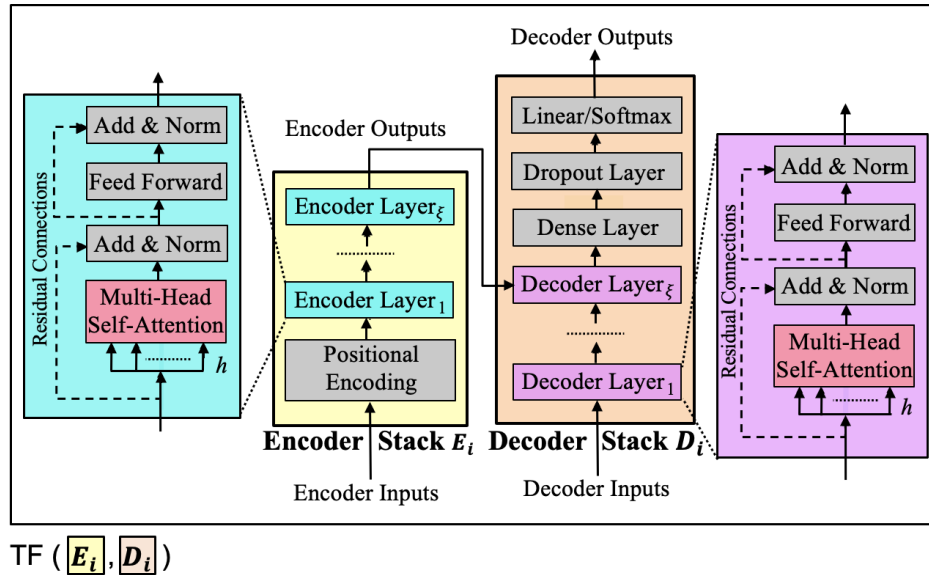 Decoder Outputs
Linear/Softmax
Dropout Layer
Dense Layer
Decoder Layerξ
Decoder Layer1
Decoder Stack Di
Decoder Inputs
Encoder Outputs
Encoder Layerξ
Encoder Layer1
Positional
Encoding
Encoder Stack Ei
Encoder Inputs
Add & Norm
Feed Forward
Add & Norm
Multi-Head
Self-Attention
h
Residual Connections
Add & Norm
Feed Forward
Add & Norm
Multi-Head
Self-Attention
h
Residual Connections
TF ( Ei , Di )